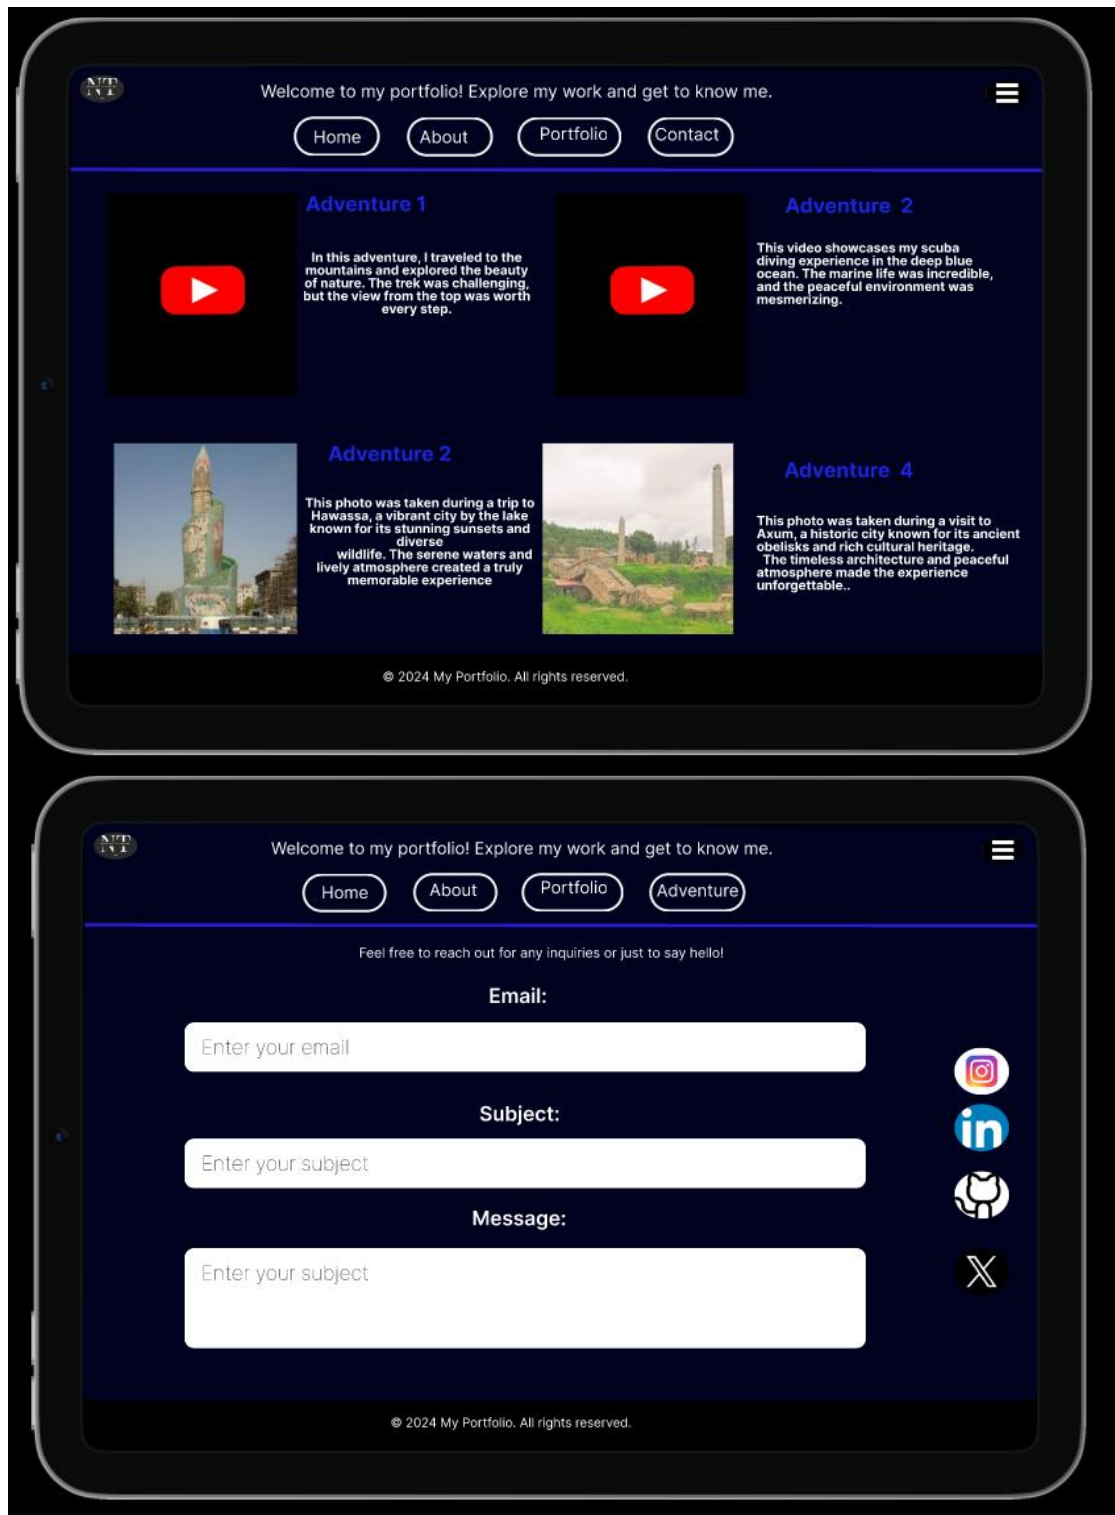 NT
Welcome to my portfolio! Explore my work and get to know me.
Home About Portfolio Contact
Adventure 1
In this adventure, I traveled to the
mountains and explored the beauty
of nature. The trek was challenging,
but the view from the top was worth
every step.
Adventure 2
This video showcases my scuba
diving experience in the deep blue
ocean. The marine life was incredible,
and the peaceful environment was
mesmerizing.
Adventure 2
This photo was taken during a trip to
Hawassa, a vibrant city by the lake
known for its stunning sunsets and
diverse
wildlife. The serene waters and
lively atmosphere created a truly
memorable experience
Adventure 4
This photo was taken during a visit to
Axum, a historic city known for its ancient
obelisks and rich cultural heritage.
The timeless architecture and peaceful
atmosphere made the experience
unforgettable..
© 2024 My Portfolio. All rights reserved.
NT
Welcome to my portfolio! Explore my work and get to know me.
Home About Portfolio Adventure
Feel free to reach out for any inquiries or just to say hello!
Email:
Enter your email
Subject:
Enter your subject
Message:
Enter your subject
in
X
© 2024 My Portfolio. All rights reserved.